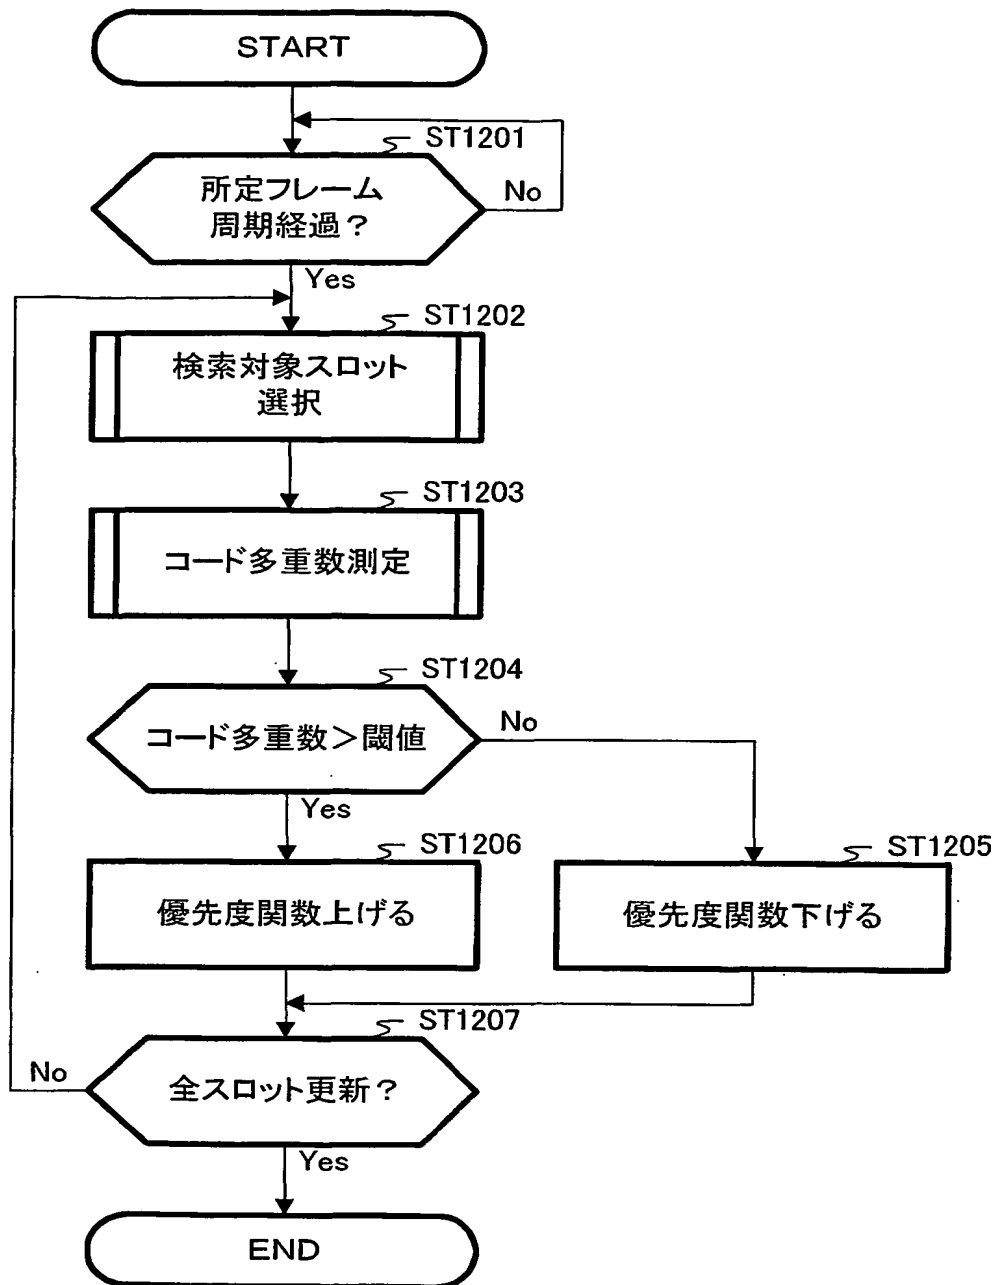 START
ST1201
所定フレーム
周期経過？
No
Yes
ST1202
検索対象スロット
選択
ST1203
コード多重数測定
ST1204
コード多重数＞閾値
No
Yes
ST1206
優先度関数上げる
ST1205
優先度関数下げる
ST1207
全スロット更新？
No
Yes
END